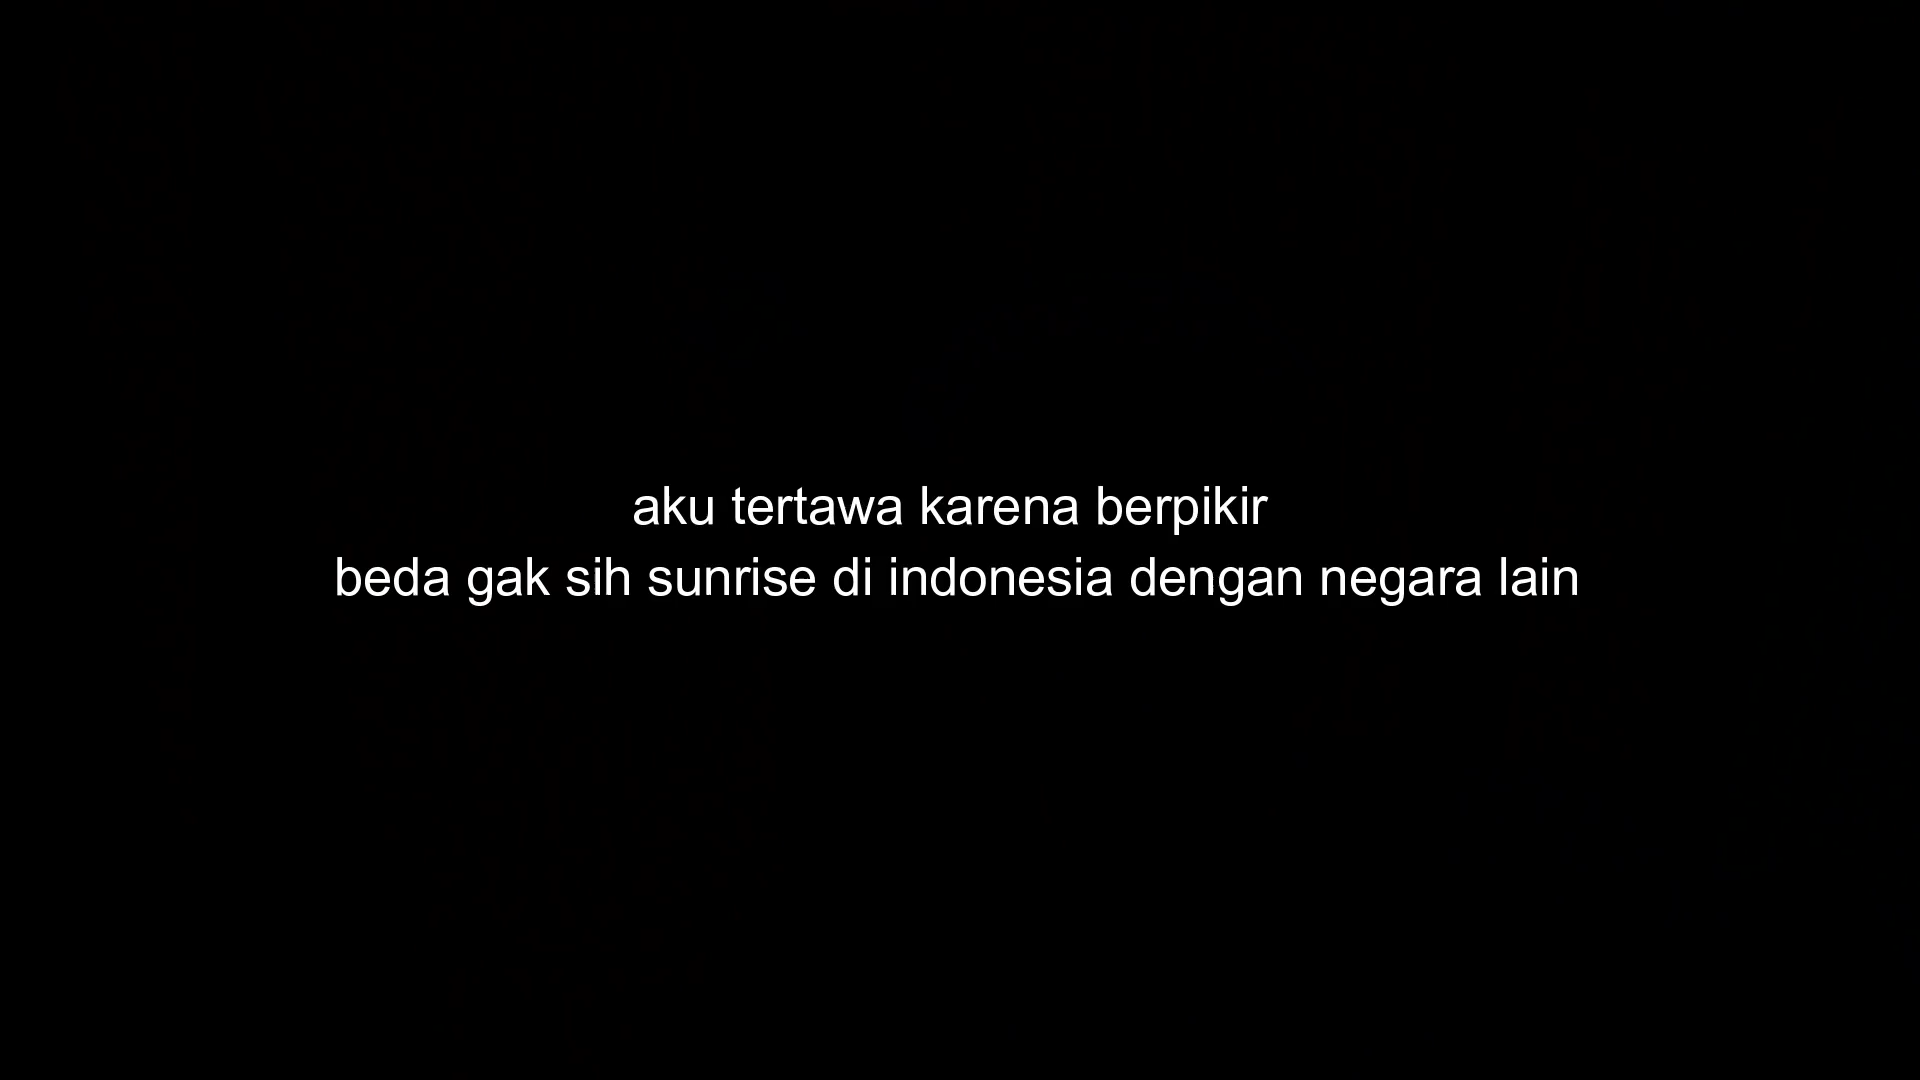 aku tertawa karena berpikir
beda gak sih sunrise di indonesia dengan negara lain